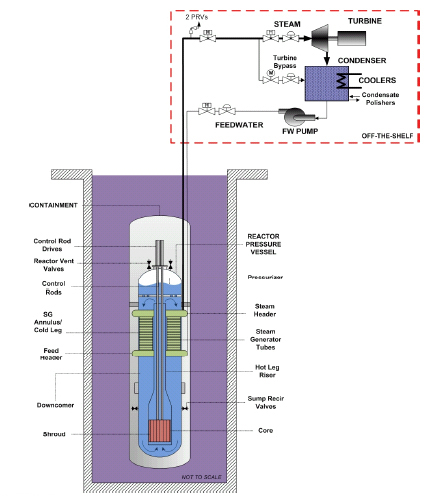 2 PRVs
STEAM
TURBINE
Turbine
Bypass
CONDENSER
COOLERS
Condensate
Polishers
FEEDWATER
FW PUMP
OFF-THE-SHELF
CONTAINMENT
Control Rod
Drives
REACTOR
PRESSURE
VESSEL
Reactor Vent
Valves
Pressurizer
Control
Rods
Steam
Header
SG
Annulus/
Cold Leg
Steam
Generator
Tubes
Feed
Header
Hot Leg
Riser
Downcomer
Sump Recir
Valves
Shroud
Core
NOT TO SCALE